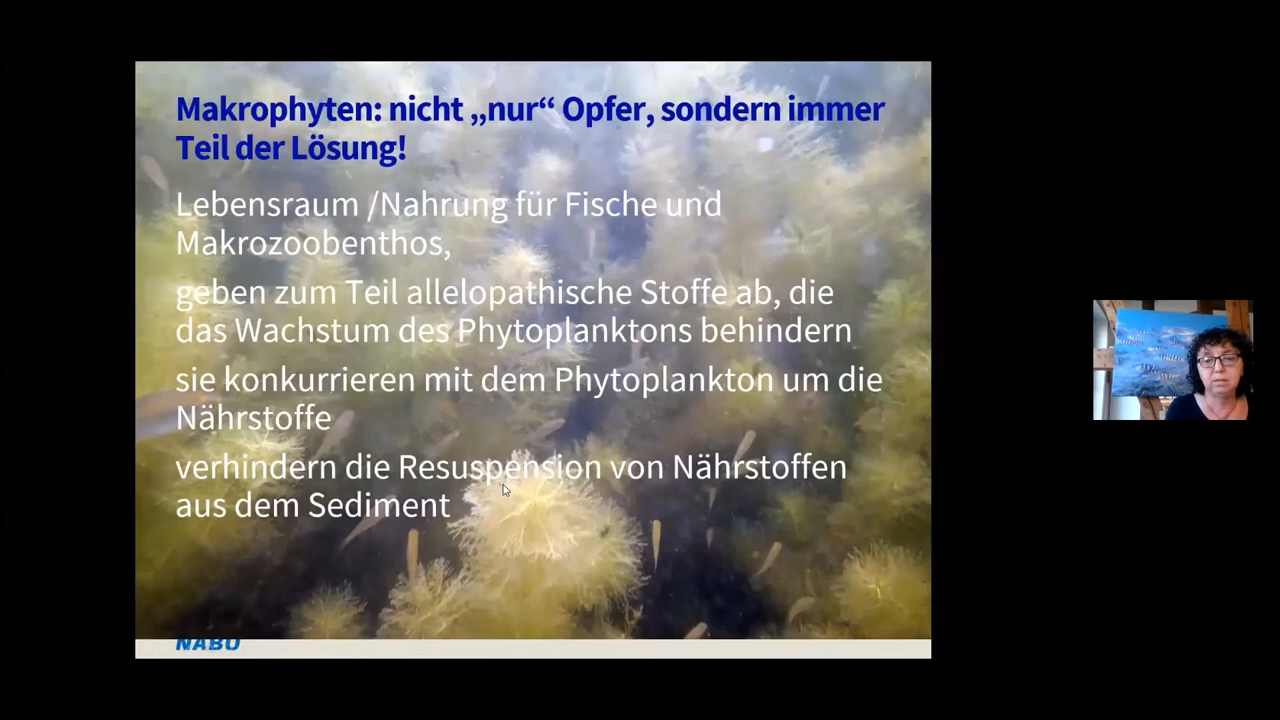 Makrophyten: nicht „nur“ Opfer, sondern immer
Teil der Lösung!
Lebensraum /Nahrung für Fische und
Makrozoobenthos,
geben zum Teil allelopathische Stoffe ab, die
das Wachstum des Phytoplanktons behindern
sie konkurrieren mit dem Phytoplankton um die
Nährstoffe
verhindern die Resuspension von Nährstoffen
aus dem Sediment
NABU